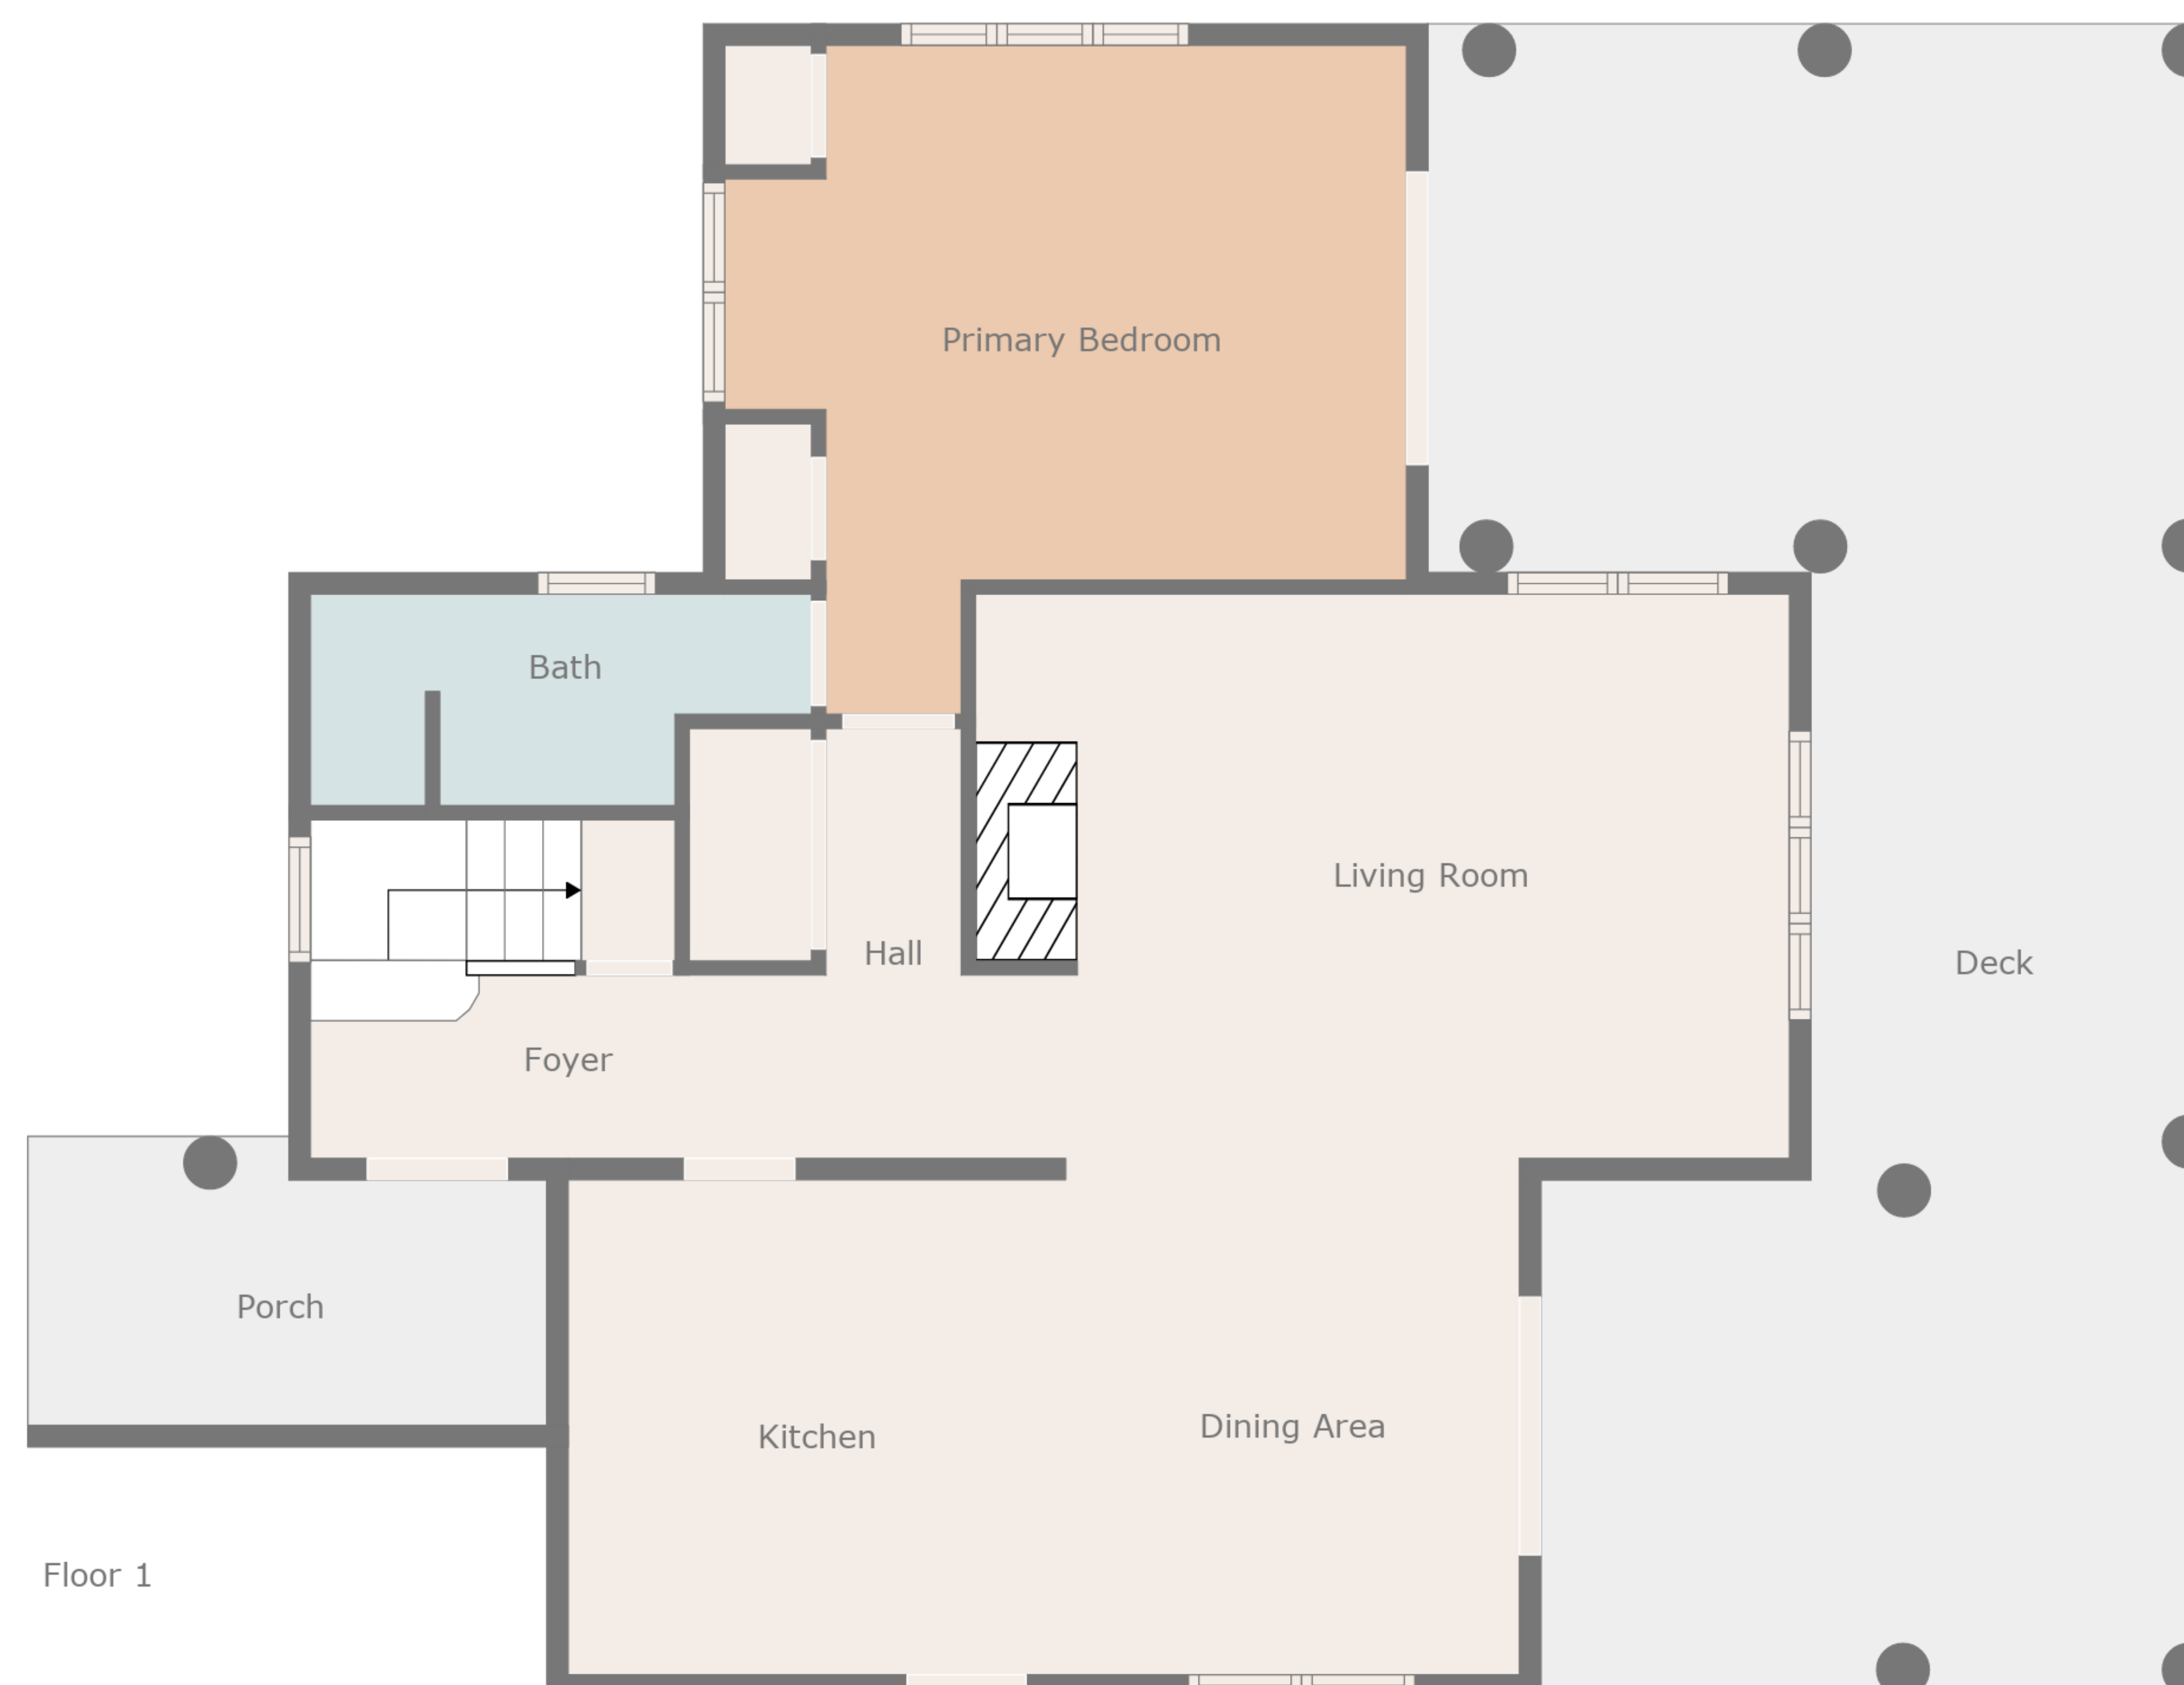 Primary Bedroom
Bath
Living Room
Hall
Deck
Foyer
Porch
Kitchen
Dining Area
Floor 1